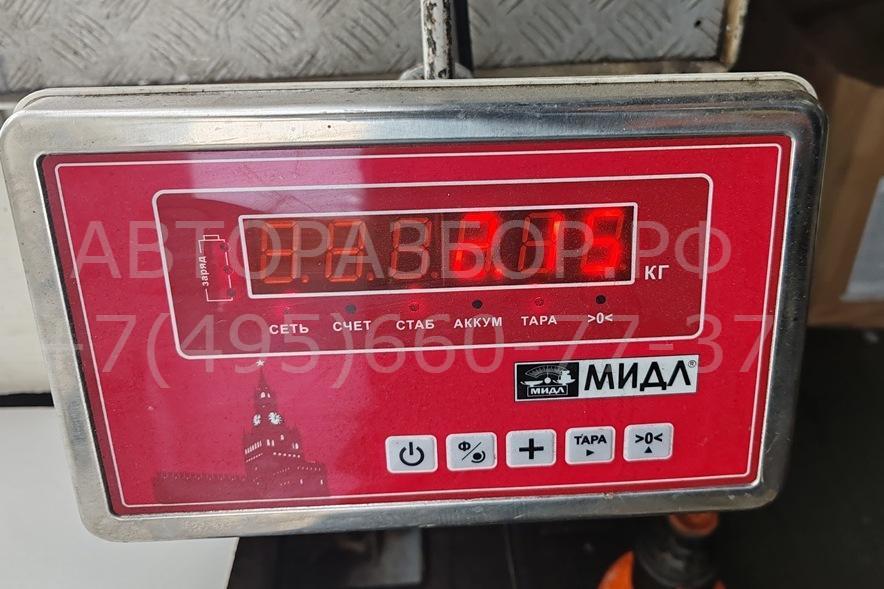 АВТОРАЗБОР.РФ
+7(495)660-77-37
заряд
КГ
СЕТЬ СЧЕТ СТАБ АККУМ ТАРА >0<
МИДЛ МИДЛ®
Ф ТАРА >0<